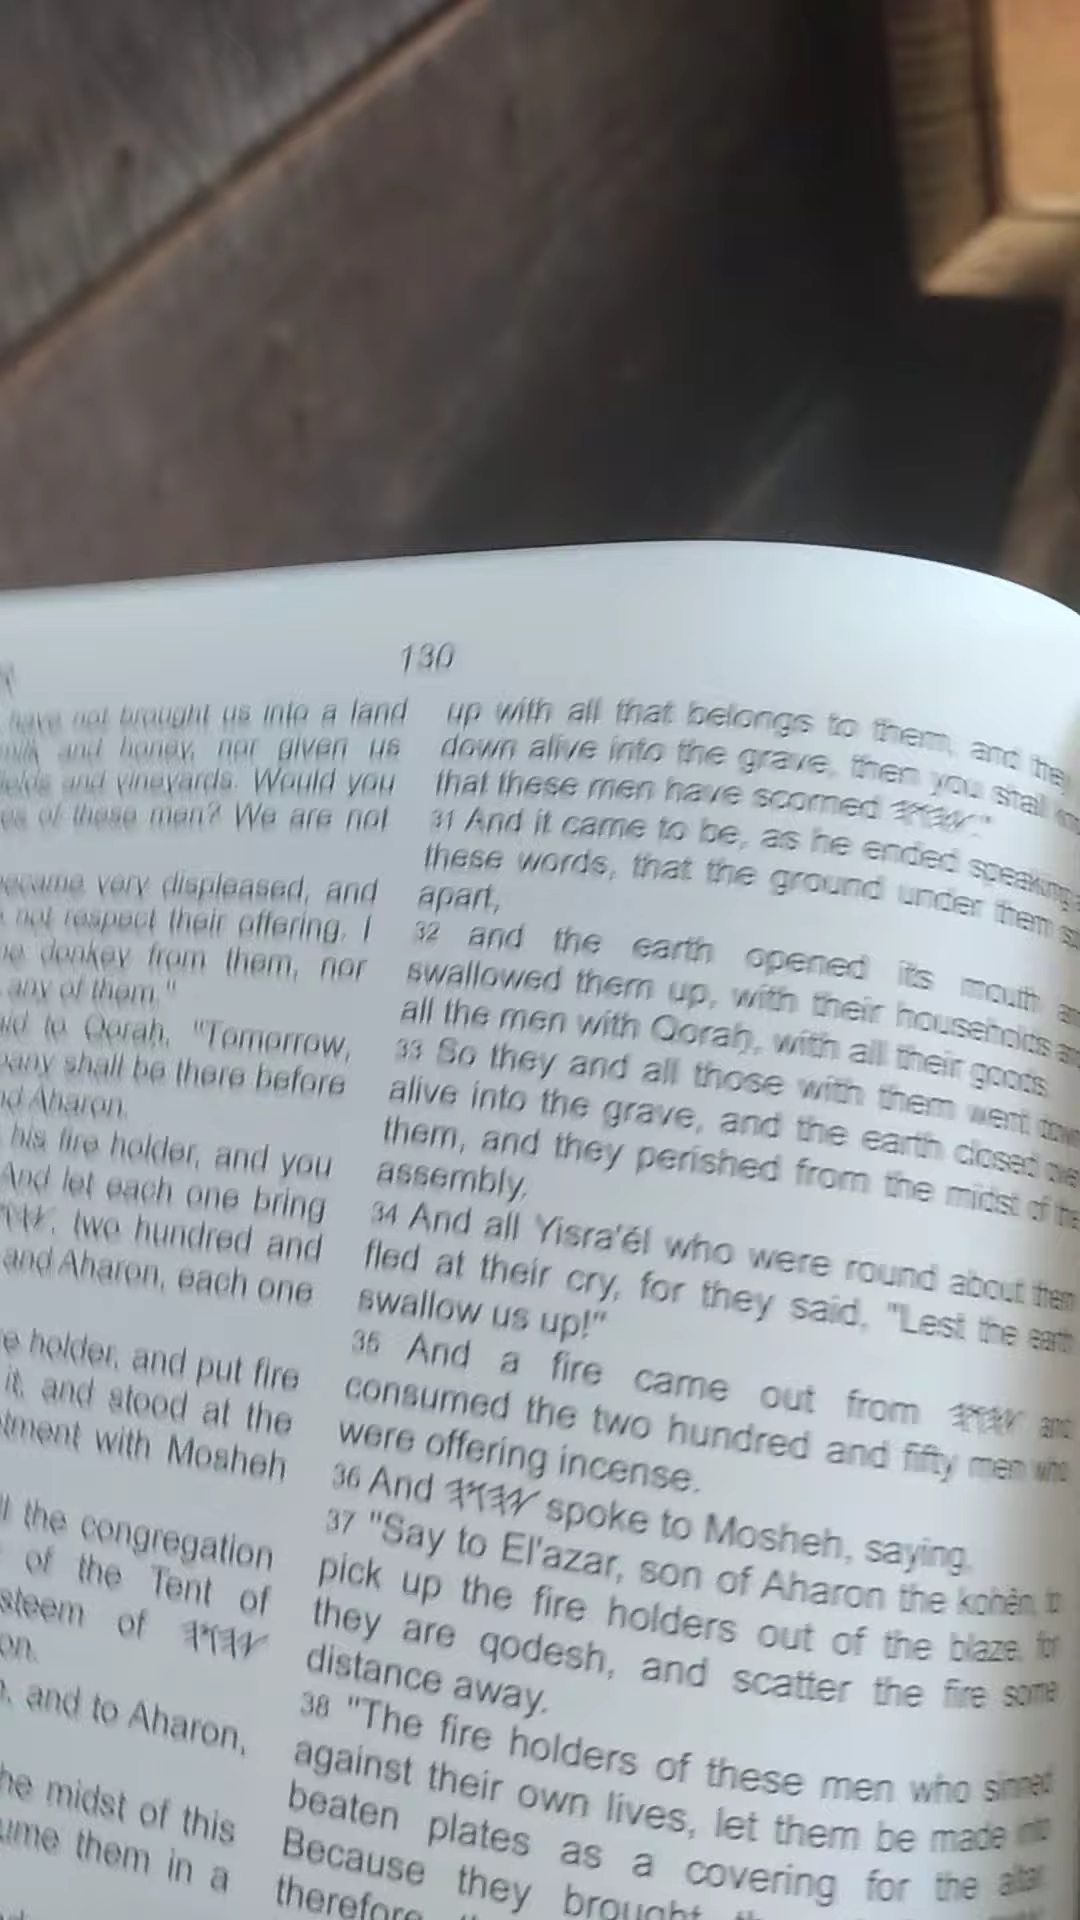 130
have not brought us into a land
milk and honey, nor given us
fields and vineyards. Would you
of these men? We are not
became very displeased, and
not respect their offering. I
donkey from them, nor
any of them."
to Qorah, "Tomorrow,
shall be there before
Aharon.
his fire holder, and you
And let each one bring
𐤉𐤄𐤅𐤄, two hundred and
and Aharon, each one
holder, and put fire
it, and stood at the
with Mosheh
the congregation
of the Tent of
of 𐤉𐤄𐤅𐤄
and to Aharon,
the midst of this
them in a
up with all that belongs to them, and they
down alive into the grave, then you shall
that these men have scorned 𐤉𐤄𐤅𐤄."
31 And it came to be, as he ended speaking
these words, that the ground under them
apart,
32 and the earth opened its mouth
swallowed them up, with their households
all the men with Qorah, with all their goods.
33 So they and all those with them went down
alive into the grave, and the earth closed over
them, and they perished from the midst of the
assembly.
34 And all Yisra'ěl who were round about them
fled at their cry, for they said, "Lest the earth
swallow us up!"
35 And a fire came out from 𐤉𐤄𐤅𐤄 and
consumed the two hundred and fifty men who
were offering incense.
36 And 𐤉𐤄𐤅𐤄 spoke to Mosheh, saying,
37 "Say to El'azar, son of Aharon the kohěn, to
pick up the fire holders out of the blaze, for
they are qodesh, and scatter the fire some
distance away.
38 "The fire holders of these men who sinned
against their own lives, let them be made into
beaten plates as a covering for the altar.
Because they brought
therefore